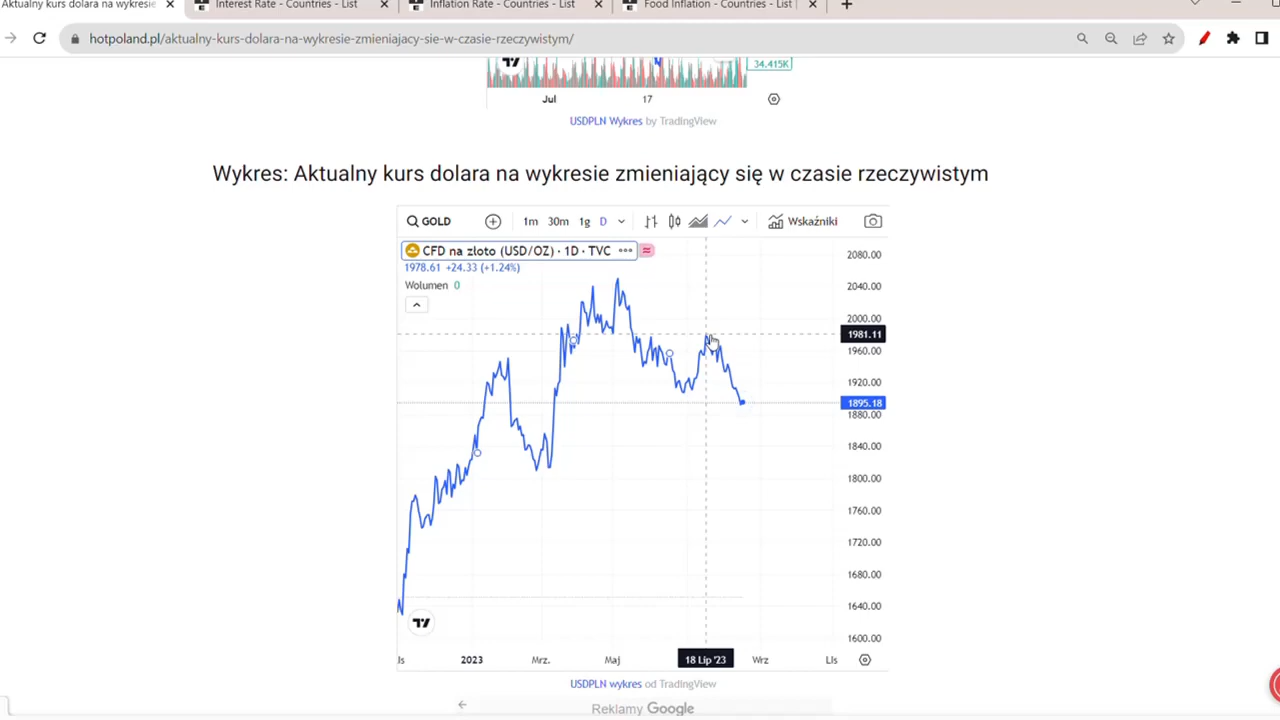 Aktualny kurs dolara na wykresie
Interest Rate - Countries - List
Inflation Rate - Countries - List
Food Inflation - Countries - List
hotpoland.pl/aktualny-kurs-dolara-na-wykresie-zmieniajacy-sie-w-czasie-rzeczywistym/
34.415K
Jul 17
USDPLN Wykres by TradingView
Wykres: Aktualny kurs dolara na wykresie zmieniający się w czasie rzeczywistym
GOLD 1m 30m 1g D Wskaźniki
CFD na złoto (USD/OZ) · 1D · TVC
1978.61 +24.33 (+1.24%)
Wolumen 0
2080.00
2040.00
2000.00
1981.11
1960.00
1920.00
1895.18
1880.00
1840.00
1800.00
1760.00
1720.00
1680.00
1640.00
1600.00
ls 2023 Mrz. Maj 18 Lip '23 Wrz Lls
USDPLN wykres od TradingView
Reklamy Google